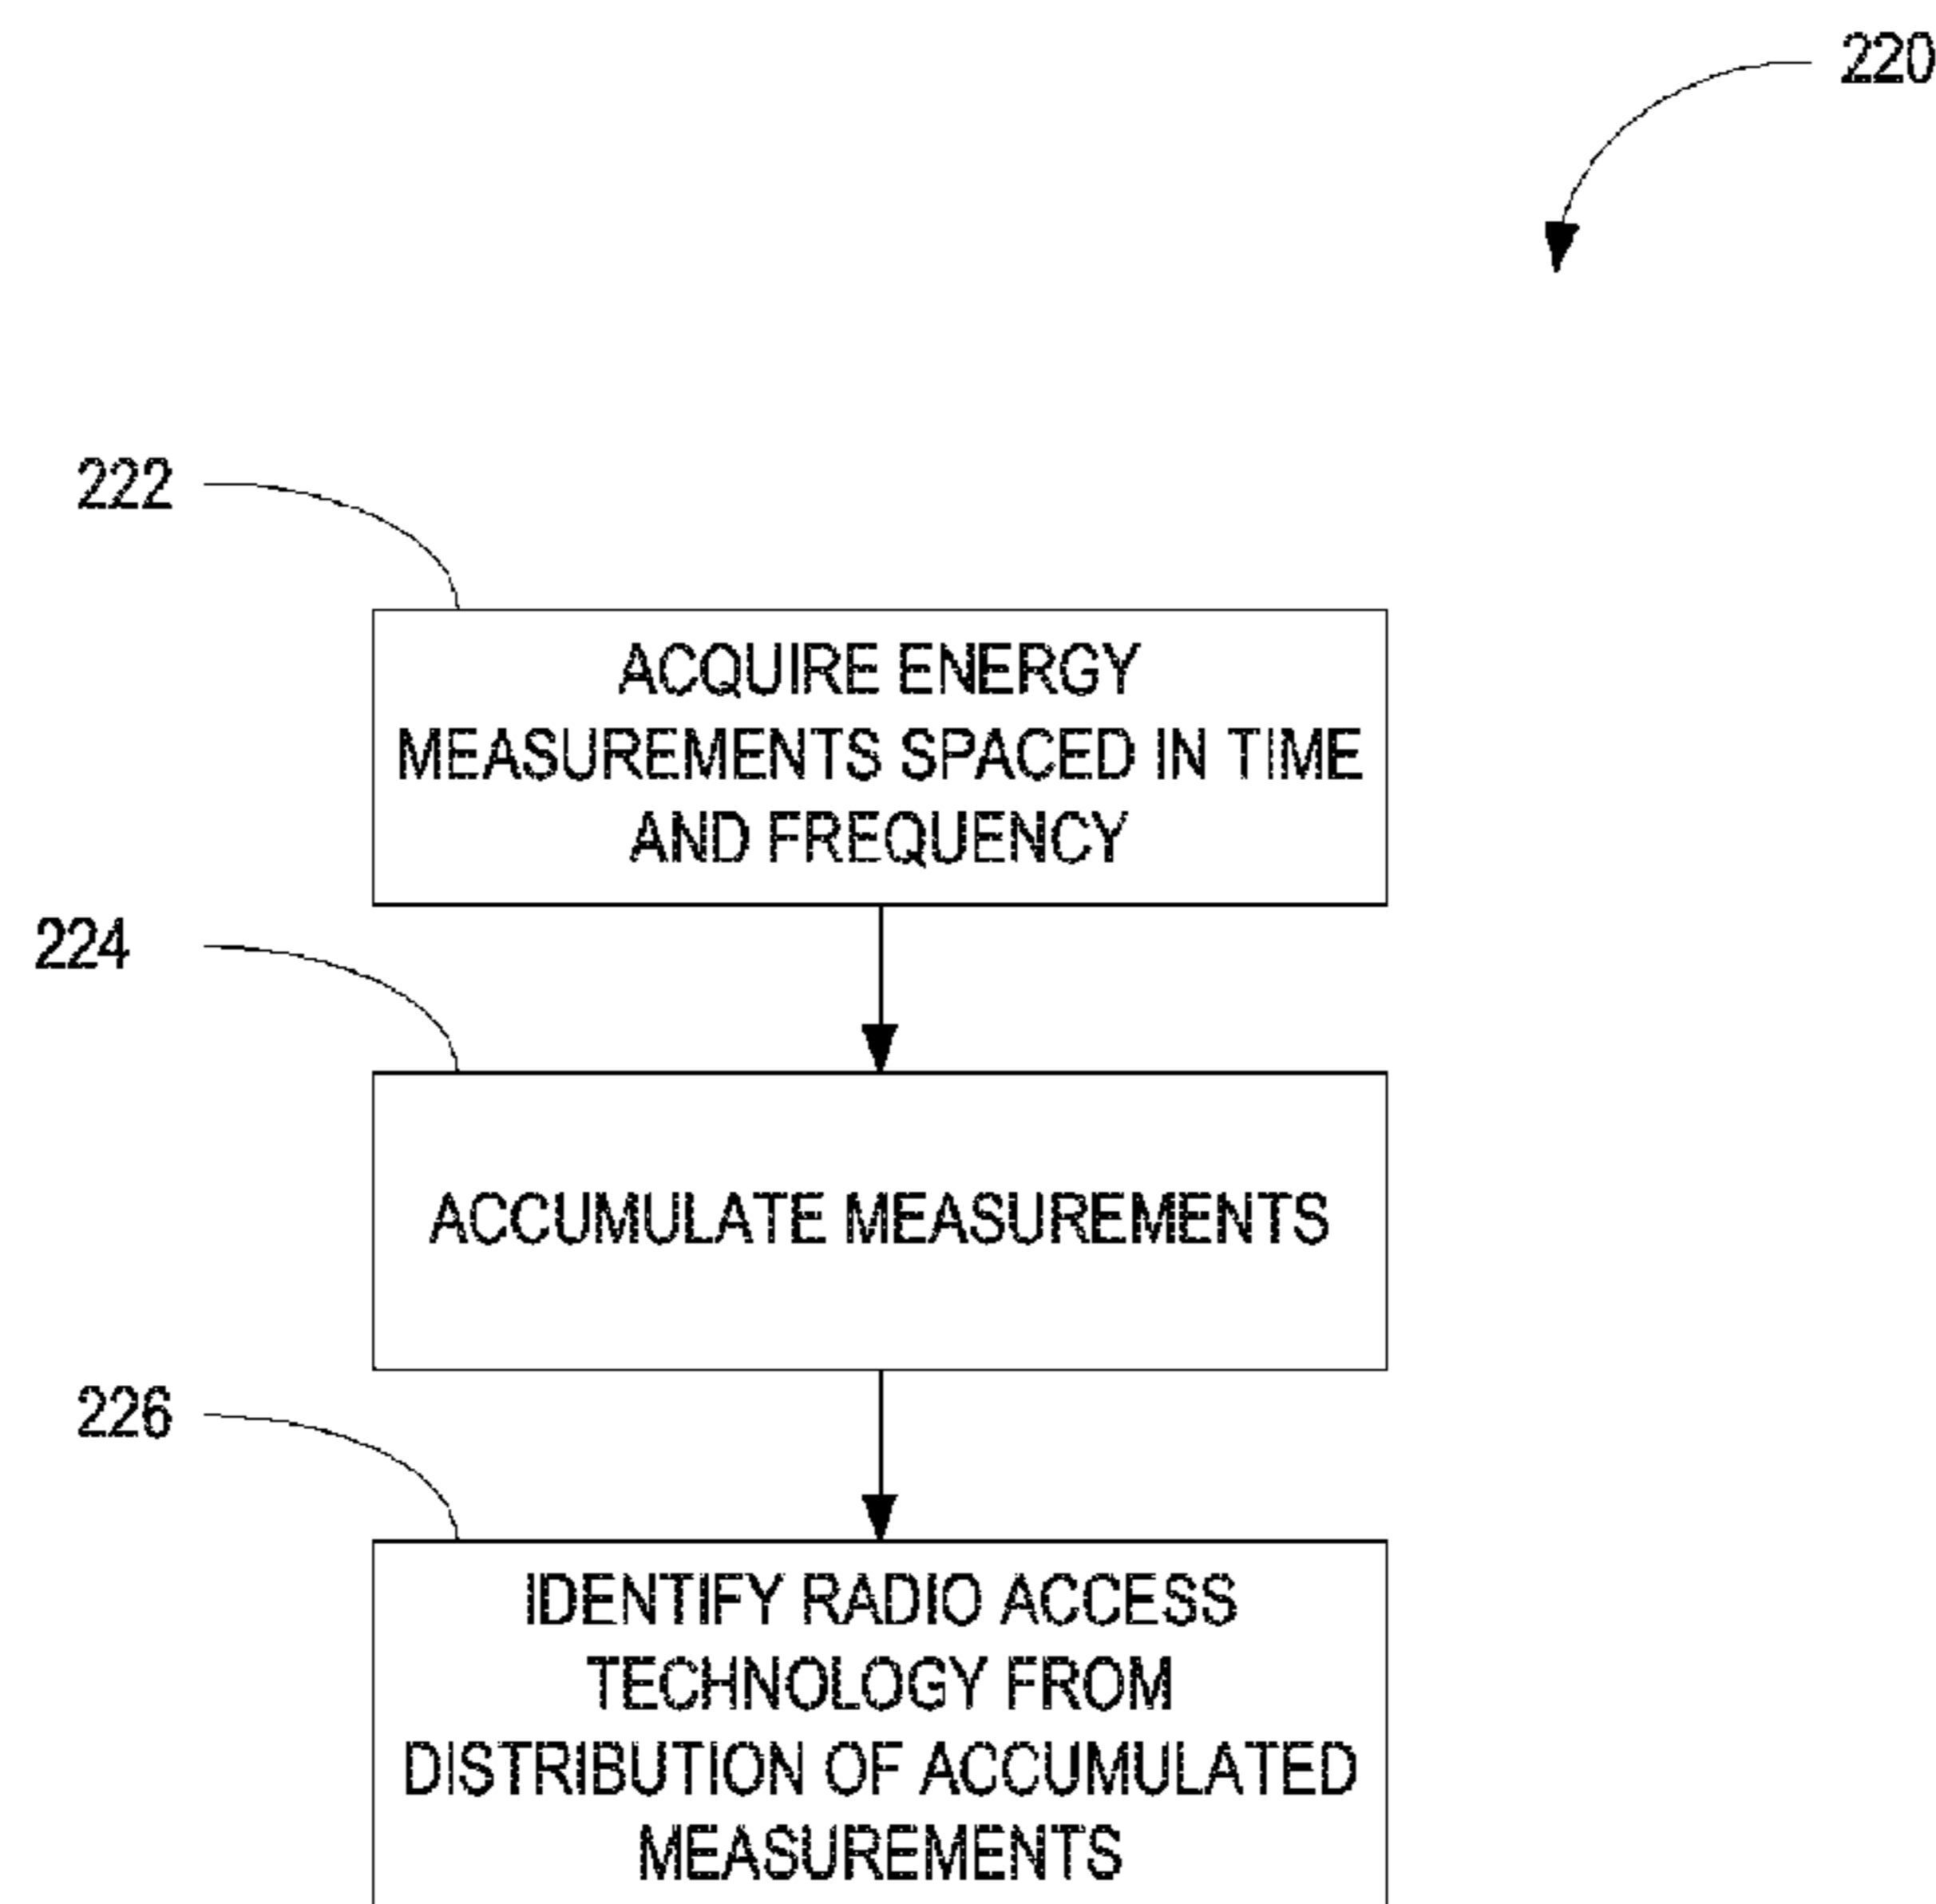 220
222
ACQUIRE ENERGY
MEASUREMENTS SPACED IN TIME
AND FREQUENCY
224
ACCUMULATE MEASUREMENTS
226
IDENTIFY RADIO ACCESS
TECHNOLOGY FROM
DISTRIBUTION OF ACCUMULATED
MEASUREMENTS